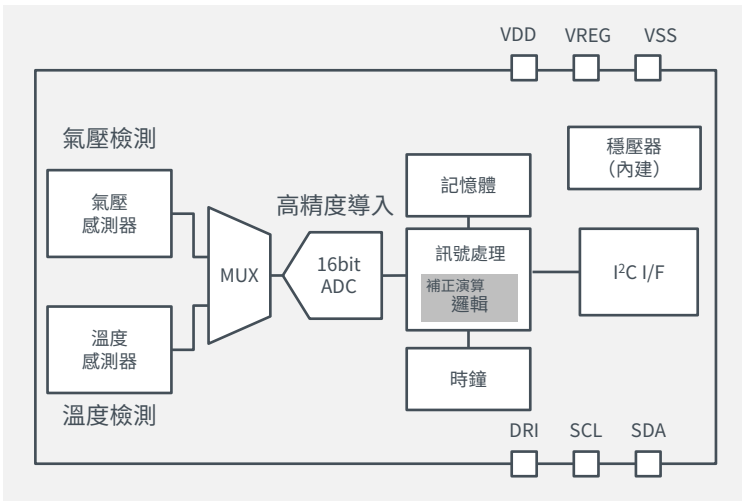 VDD VREG VSS
氣壓檢測
氣壓
感測器
MUX
高精度導入
16bit
ADC
記憶體
訊號處理
補正演算
邏輯
時鐘
穩壓器
（內建）
I²C I/F
溫度
感測器
溫度檢測
DRI SCL SDA